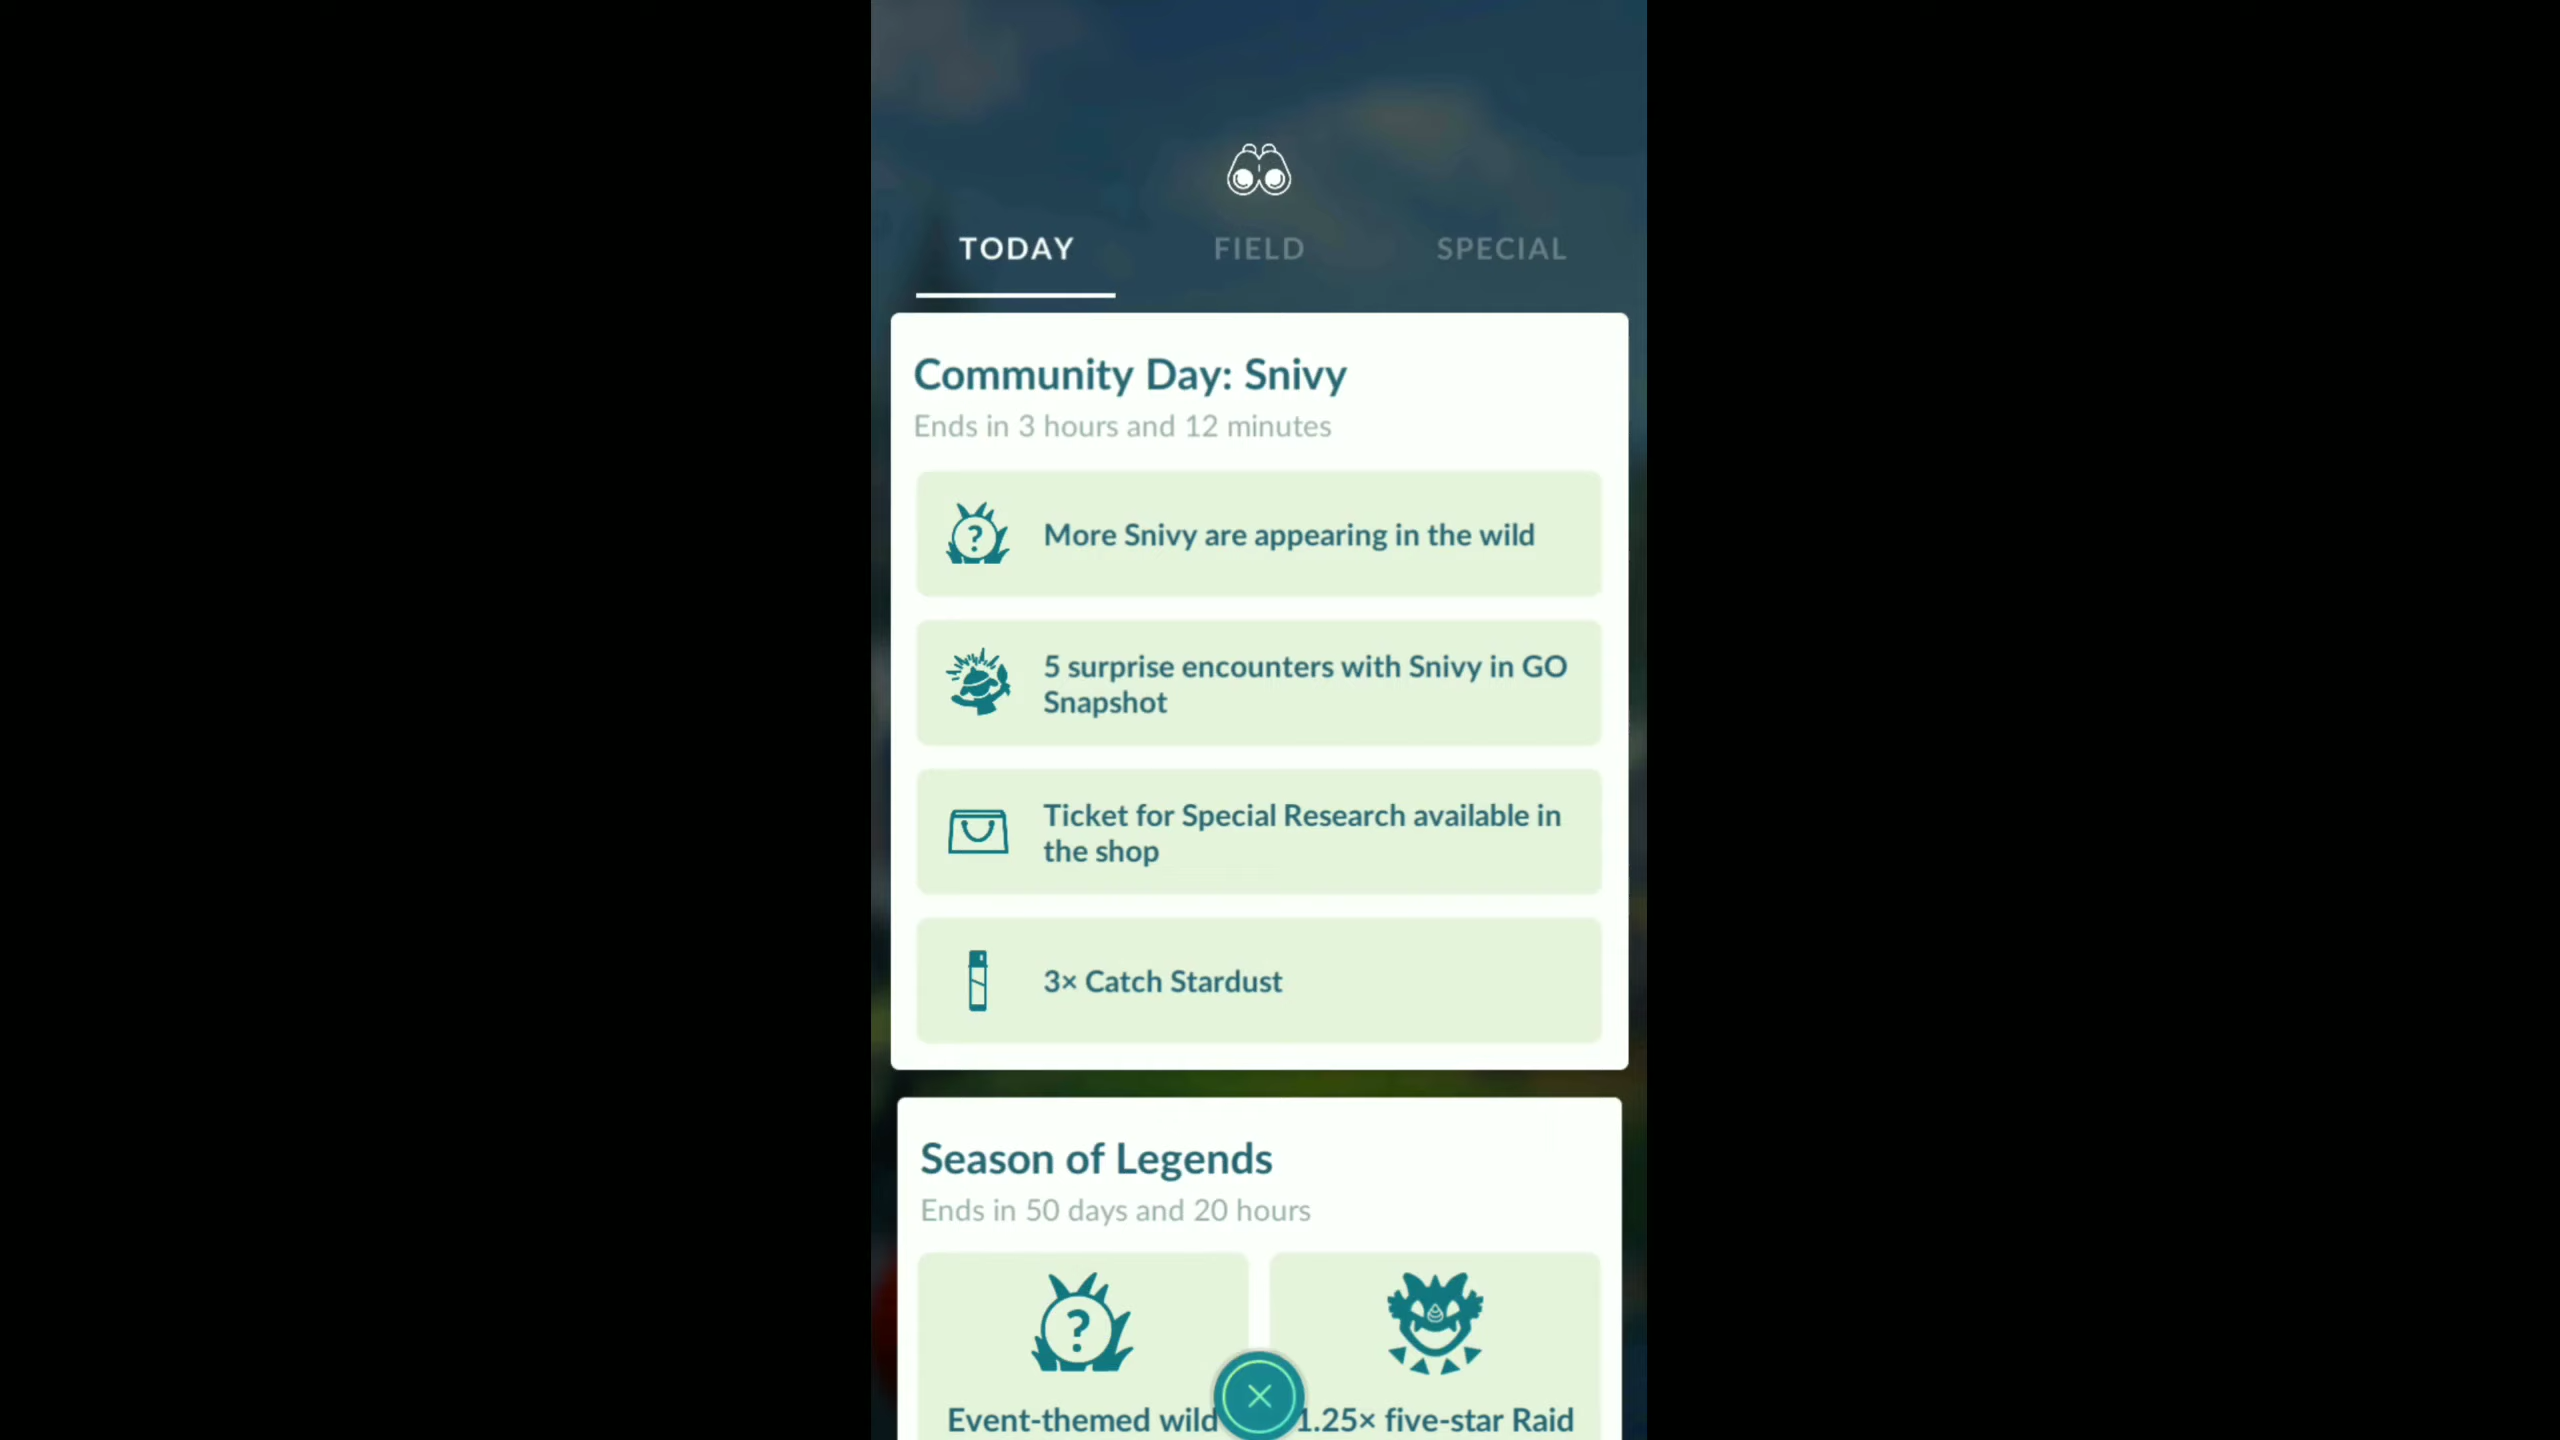 TODAY
FIELD
SPECIAL
Community Day: Snivy
Ends in 3 hours and 12 minutes
?
More Snivy are appearing in the wild
5 surprise encounters with Snivy in GO
Snapshot
Ticket for Special Research available in
the shop
3× Catch Stardust
Season of Legends
Ends in 50 days and 20 hours
?
Event-themed wild
1.25× five-star Raid